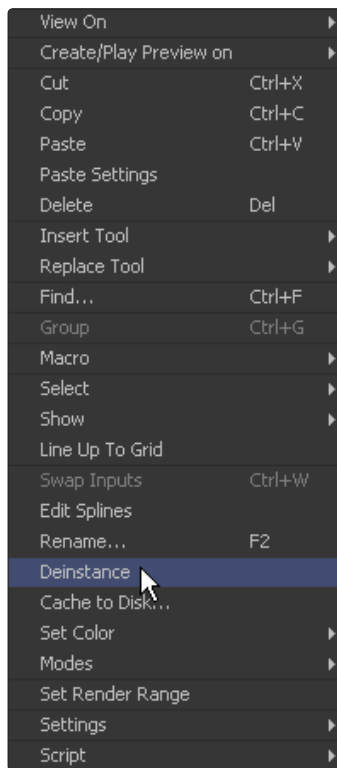 View On
Create/Play Preview on
Cut Ctrl+X
Copy Ctrl+C
Paste Ctrl+V
Paste Settings
Delete Del
Insert Tool
Replace Tool
Find... Ctrl+F
Group Ctrl+G
Macro
Select
Show
Line Up To Grid
Swap Inputs Ctrl+W
Edit Splines
Rename... F2
Deinstance
Cache to Disk...
Set Color
Modes
Set Render Range
Settings
Script